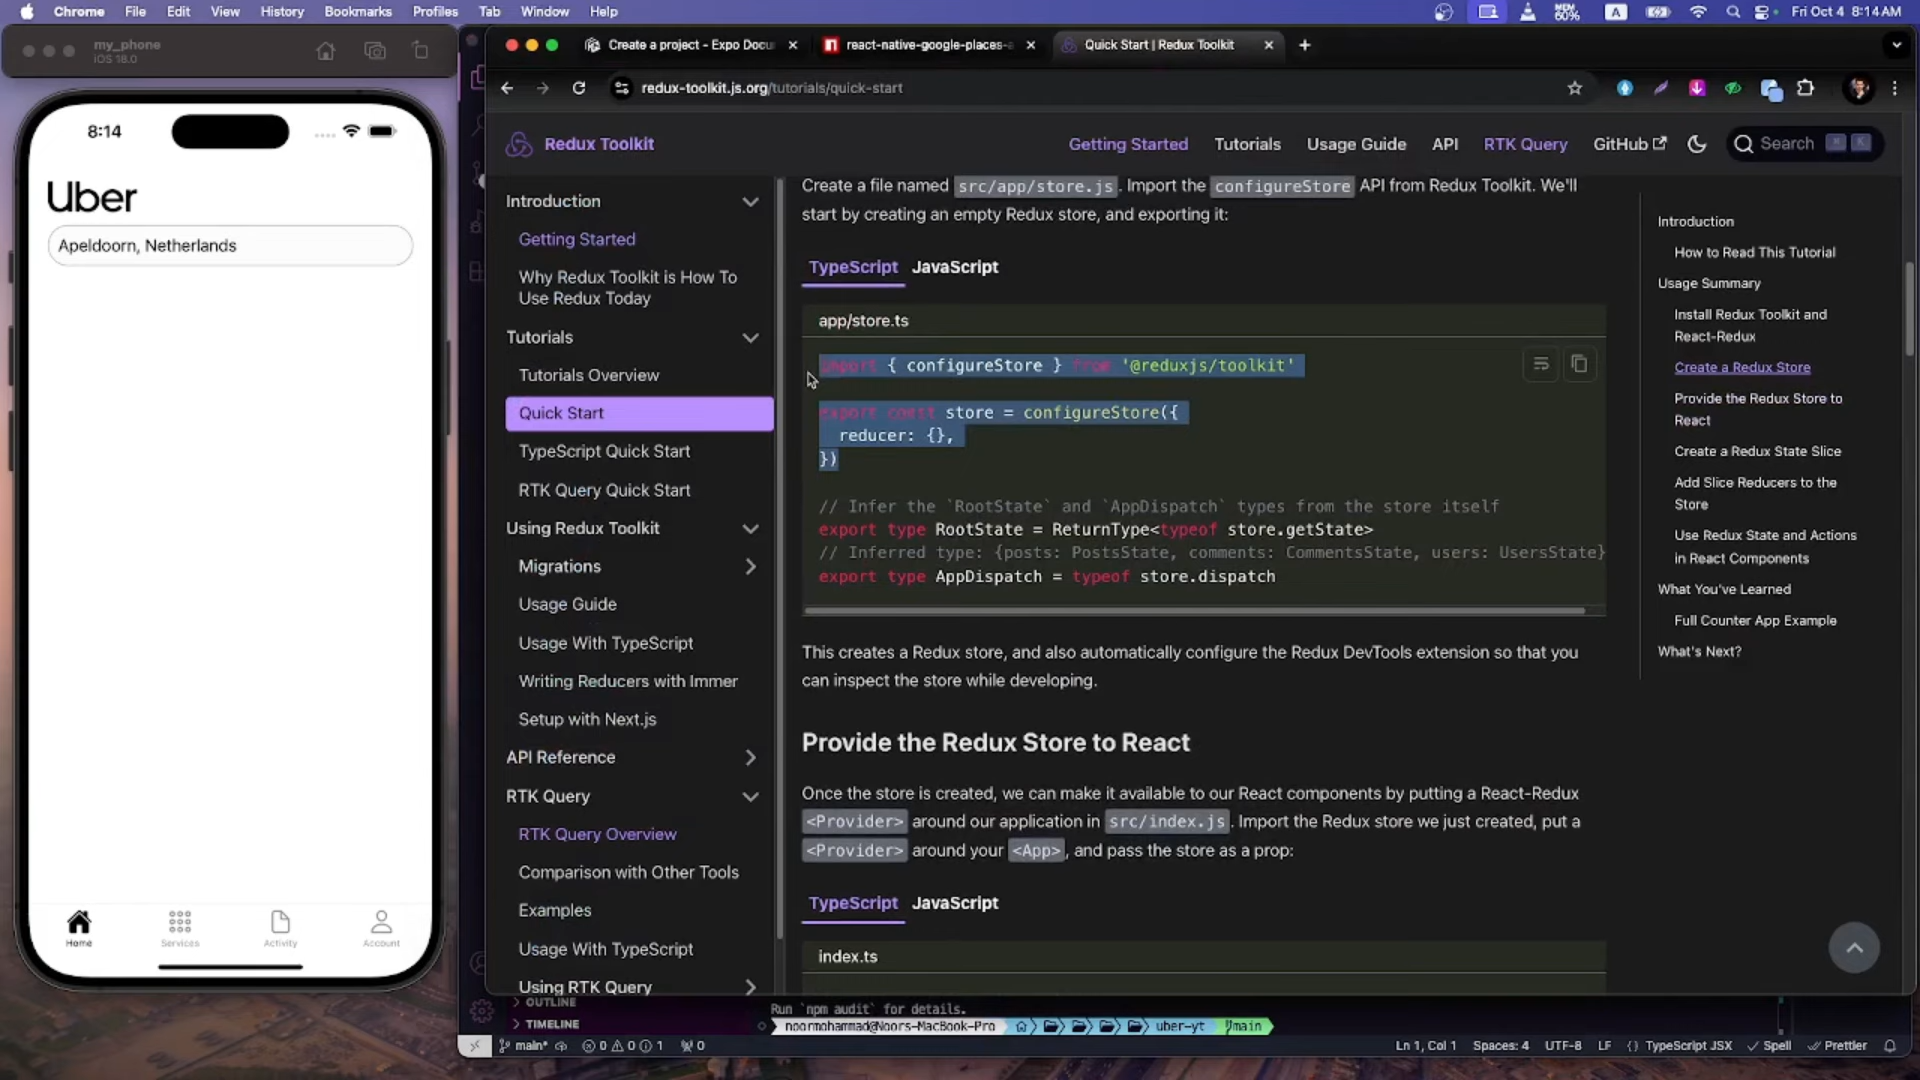 Chrome File Edit View History Bookmarks Profiles Tab Window Help
MEM 60% A Fri Oct 4 8:14 AM
my_phone
iOS 18.0
8:14
Uber
Apeldoorn, Netherlands
Home Services Activity Account
Create a project - Expo Docu
react-native-google-places-a
Quick Start | Redux Toolkit
redux-toolkit.js.org/tutorials/quick-start
Redux Toolkit
Getting Started Tutorials Usage Guide API RTK Query GitHub Search
Introduction
Getting Started
Why Redux Toolkit is How To
Use Redux Today
Tutorials
Tutorials Overview
Quick Start
TypeScript Quick Start
RTK Query Quick Start
Using Redux Toolkit
Migrations
Usage Guide
Usage With TypeScript
Writing Reducers with Immer
Setup with Next.js
API Reference
RTK Query
RTK Query Overview
Comparison with Other Tools
Examples
Usage With TypeScript
Using RTK Query
Create a file named src/app/store.js. Import the configureStore API from Redux Toolkit. We'll
start by creating an empty Redux store, and exporting it:
TypeScript JavaScript
app/store.ts
import { configureStore } from '@reduxjs/toolkit'
export const store = configureStore({
reducer: {},
})
// Infer the `RootState` and `AppDispatch` types from the store itself
export type RootState = ReturnType<typeof store.getState>
// Inferred type: {posts: PostsState, comments: CommentsState, users: UsersState}
export type AppDispatch = typeof store.dispatch
This creates a Redux store, and also automatically configure the Redux DevTools extension so that you
can inspect the store while developing.
Provide the Redux Store to React
Once the store is created, we can make it available to our React components by putting a React-Redux
<Provider> around our application in src/index.js. Import the Redux store we just created, put a
<Provider> around your <App>, and pass the store as a prop:
TypeScript JavaScript
index.ts
Introduction
How to Read This Tutorial
Usage Summary
Install Redux Toolkit and
React-Redux
Create a Redux Store
Provide the Redux Store to
React
Create a Redux State Slice
Add Slice Reducers to the
Store
Use Redux State and Actions
in React Components
What You've Learned
Full Counter App Example
What's Next?
OUTLINE
TIMELINE
Run `npm audit` for details.
noormohammad@Noors-MacBook-Pro uber-yt main
main* 0 0 1 0
Ln 1, Col 1 Spaces: 4 UTF-8 LF {} TypeScript JSX Spell Prettier